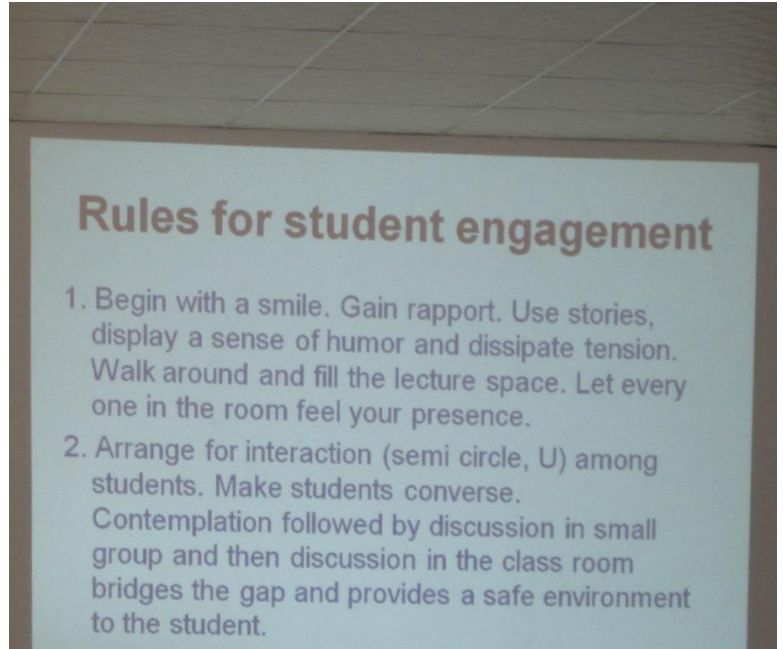 Rules for student engagement
1. Begin with a smile. Gain rapport. Use stories,
display a sense of humor and dissipate tension.
Walk around and fill the lecture space. Let every
one in the room feel your presence.
2. Arrange for interaction (semi circle, U) among
students. Make students converse.
Contemplation followed by discussion in small
group and then discussion in the class room
bridges the gap and provides a safe environment
to the student.